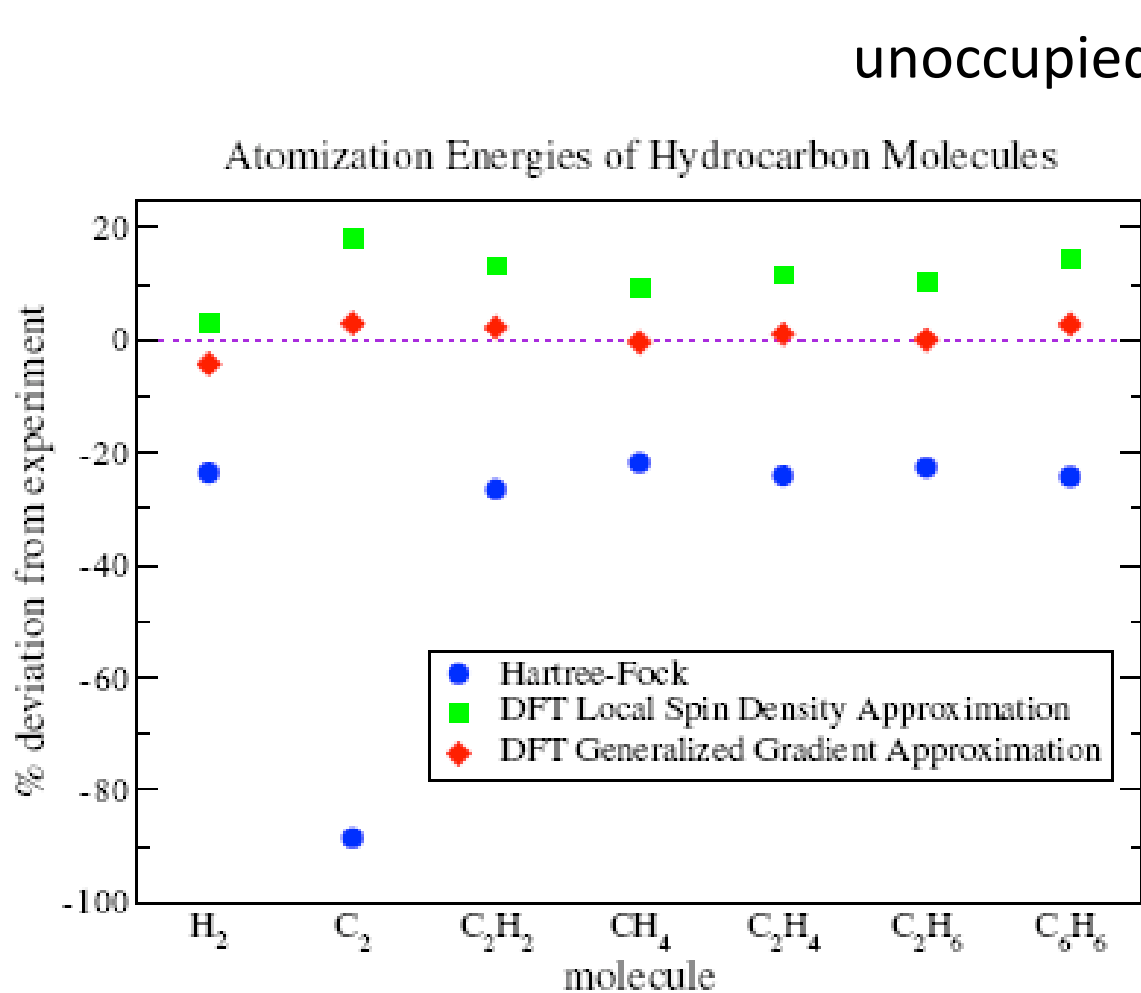 unoccupied
Atomization Energies of Hydrocarbon Molecules
20
0
-20
-40
-60
-80
-100
% deviation from experiment
Hartree-Fock
DFT Local Spin Density Approximation
DFT Generalized Gradient Approximation
H₂ C₂ C₂H₂ CH₄ C₂H₄ C₂H₆ C₆H₆
molecule